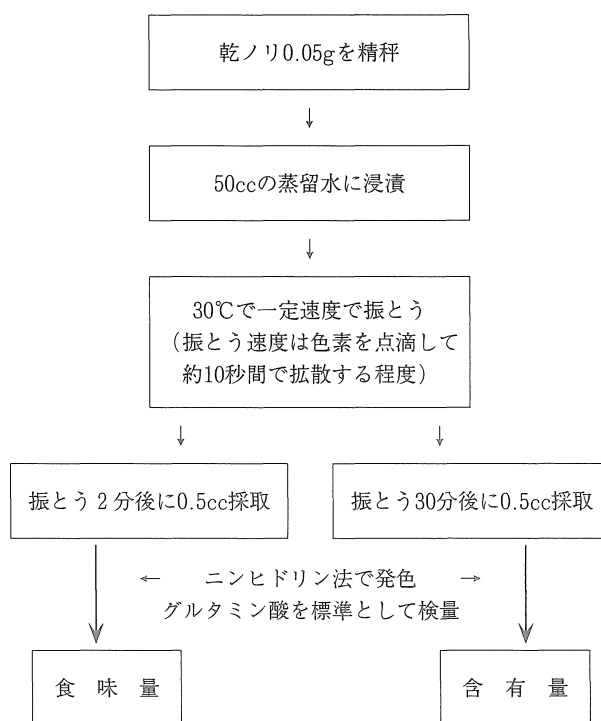 乾ノリ0.05gを精秤
↓
50ccの蒸留水に浸漬
↓
30℃で一定速度で振とう
(振とう速度は色素を点滴して
約10秒間で拡散する程度)
↓ ↓
振とう2分後に0.5cc採取 振とう30分後に0.5cc採取
← ニンヒドリン法で発色 →
グルタミン酸を標準として検量
食味量 含有量